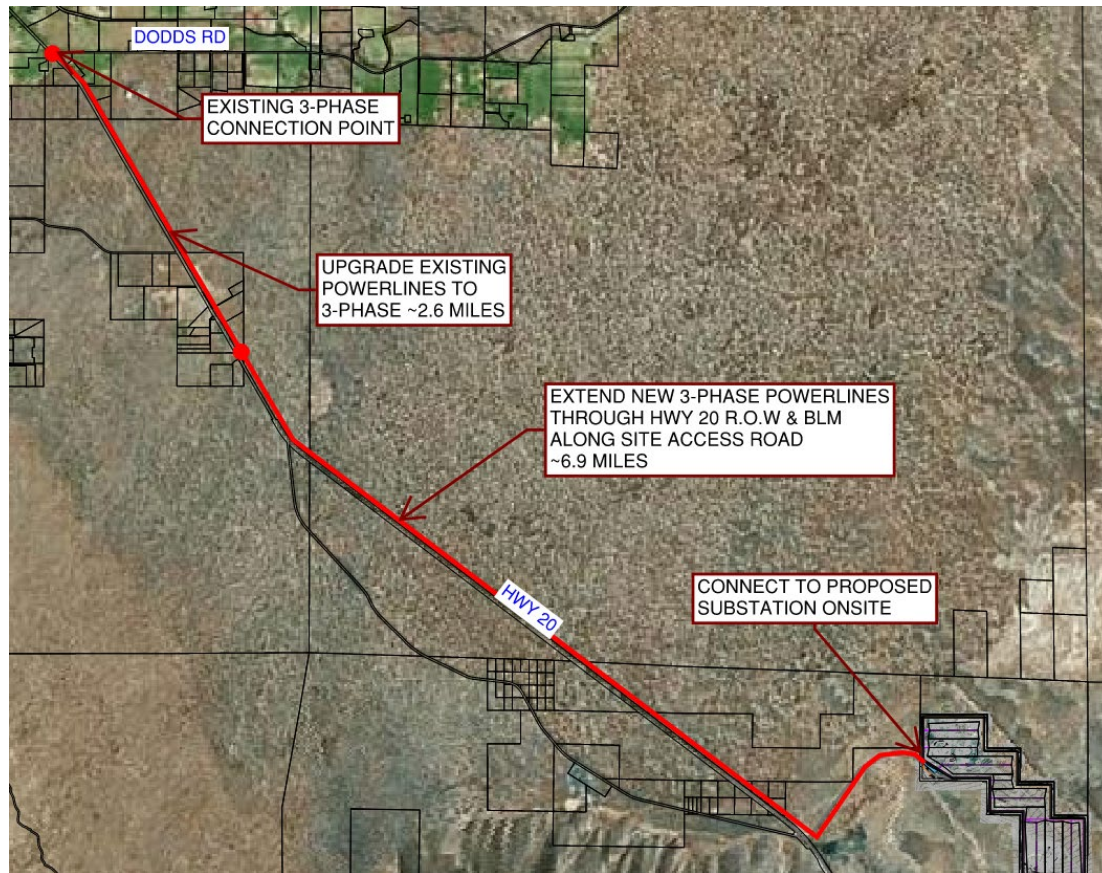 DODDS RD
EXISTING 3-PHASE
CONNECTION POINT
UPGRADE EXISTING
POWERLINES TO
3-PHASE ~2.6 MILES
EXTEND NEW 3-PHASE POWERLINES
THROUGH HWY 20 R.O.W & BLM
ALONG SITE ACCESS ROAD
~6.9 MILES
CONNECT TO PROPOSED
SUBSTATION ONSITE
HWY 20